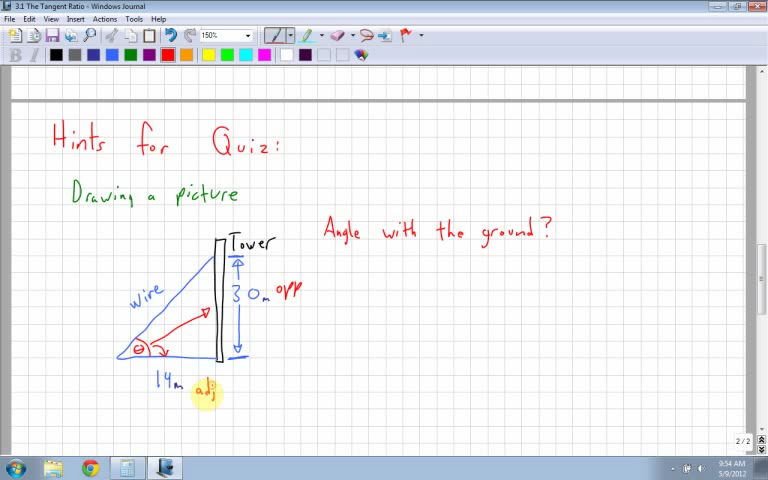 3.1 The Tangent Ratio - Windows Journal
File Edit View Insert Actions Tools Help
150%
B I
Hints for Quiz:
Drawing a picture
Angle with the ground?
Tower
wire
30m opp
θ
14m adj
2 / 2
9:54 AM
5/9/2012